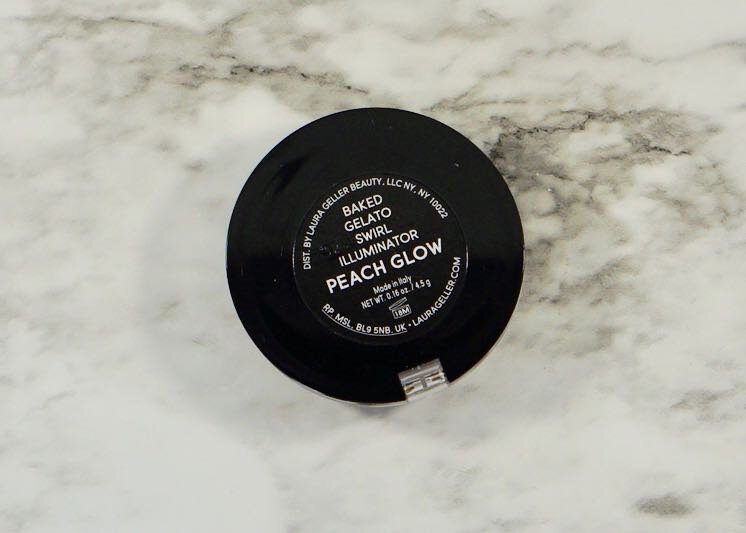 DIST. BY LAURA GELLER BEAUTY, LLC NY, NY 10022
BAKED
GELATO
SWIRL
ILLUMINATOR
PEACH GLOW
Made in Italy
NET WT. 0.16 oz. / 4.5 g
18M
RP. MSL, BL9 5NB, UK • LAURAGELLER.COM